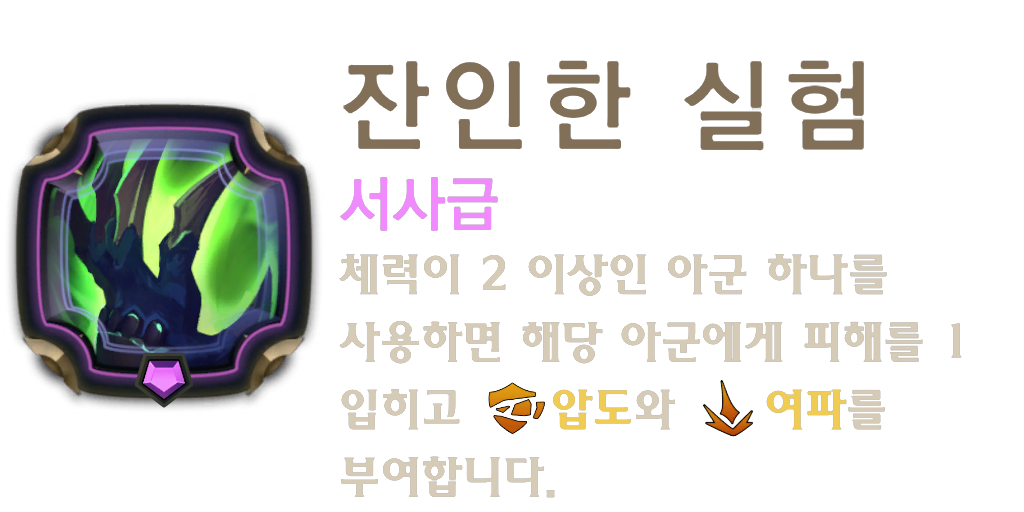 잔인한 실험
서사급
체력이 2 이상인 아군 하나를
사용하면 해당 아군에게 피해를 1
입히고 압도와 여파를
부여합니다.